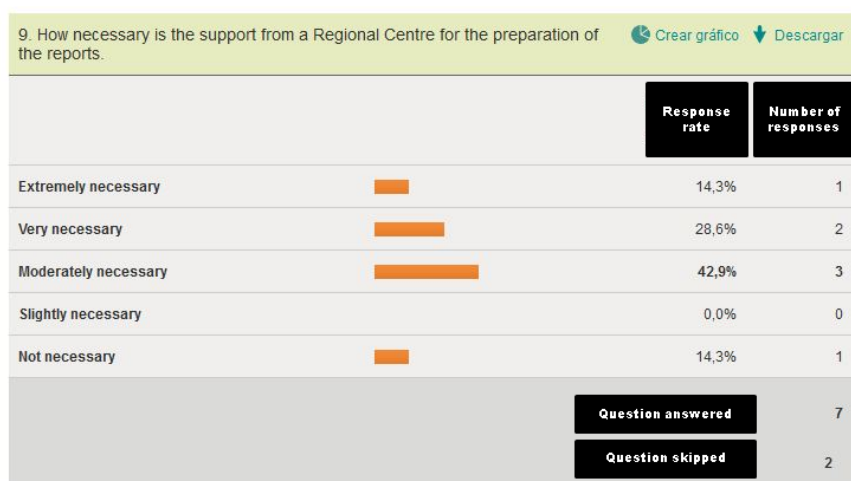 9. How necessary is the support from a Regional Centre for the preparation of
the reports.
Crear gráfico
Descargar
Response
rate
Number of
responses
Extremely necessary 14,3% 1
Very necessary 28,6% 2
Moderately necessary 42,9% 3
Slightly necessary 0,0% 0
Not necessary 14,3% 1
Question answered 7
Question skipped 2